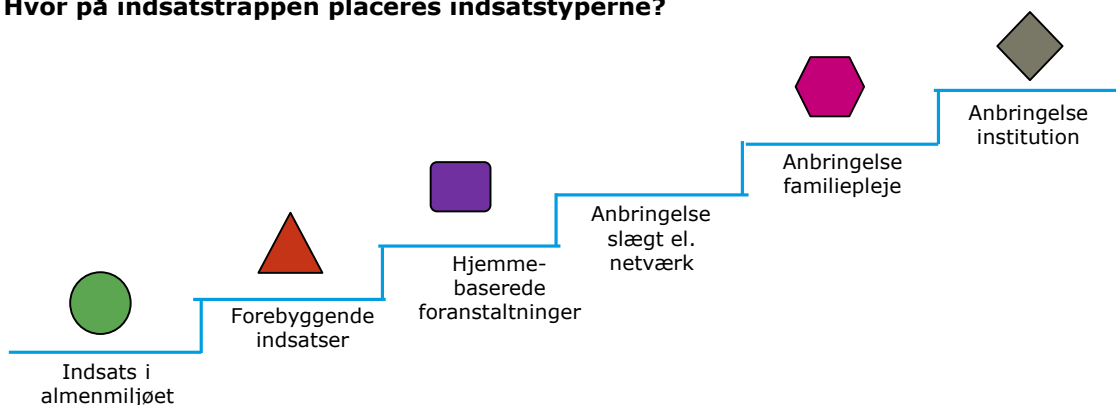 Hvor på indsatstrappen placeres indsatstyperne?
Indsats i
almenmiljøet
Forebyggende
indsatser
Hjemme-
baserede
foranstaltninger
Anbringelse
slægt el.
netværk
Anbringelse
familiepleje
Anbringelse
institution